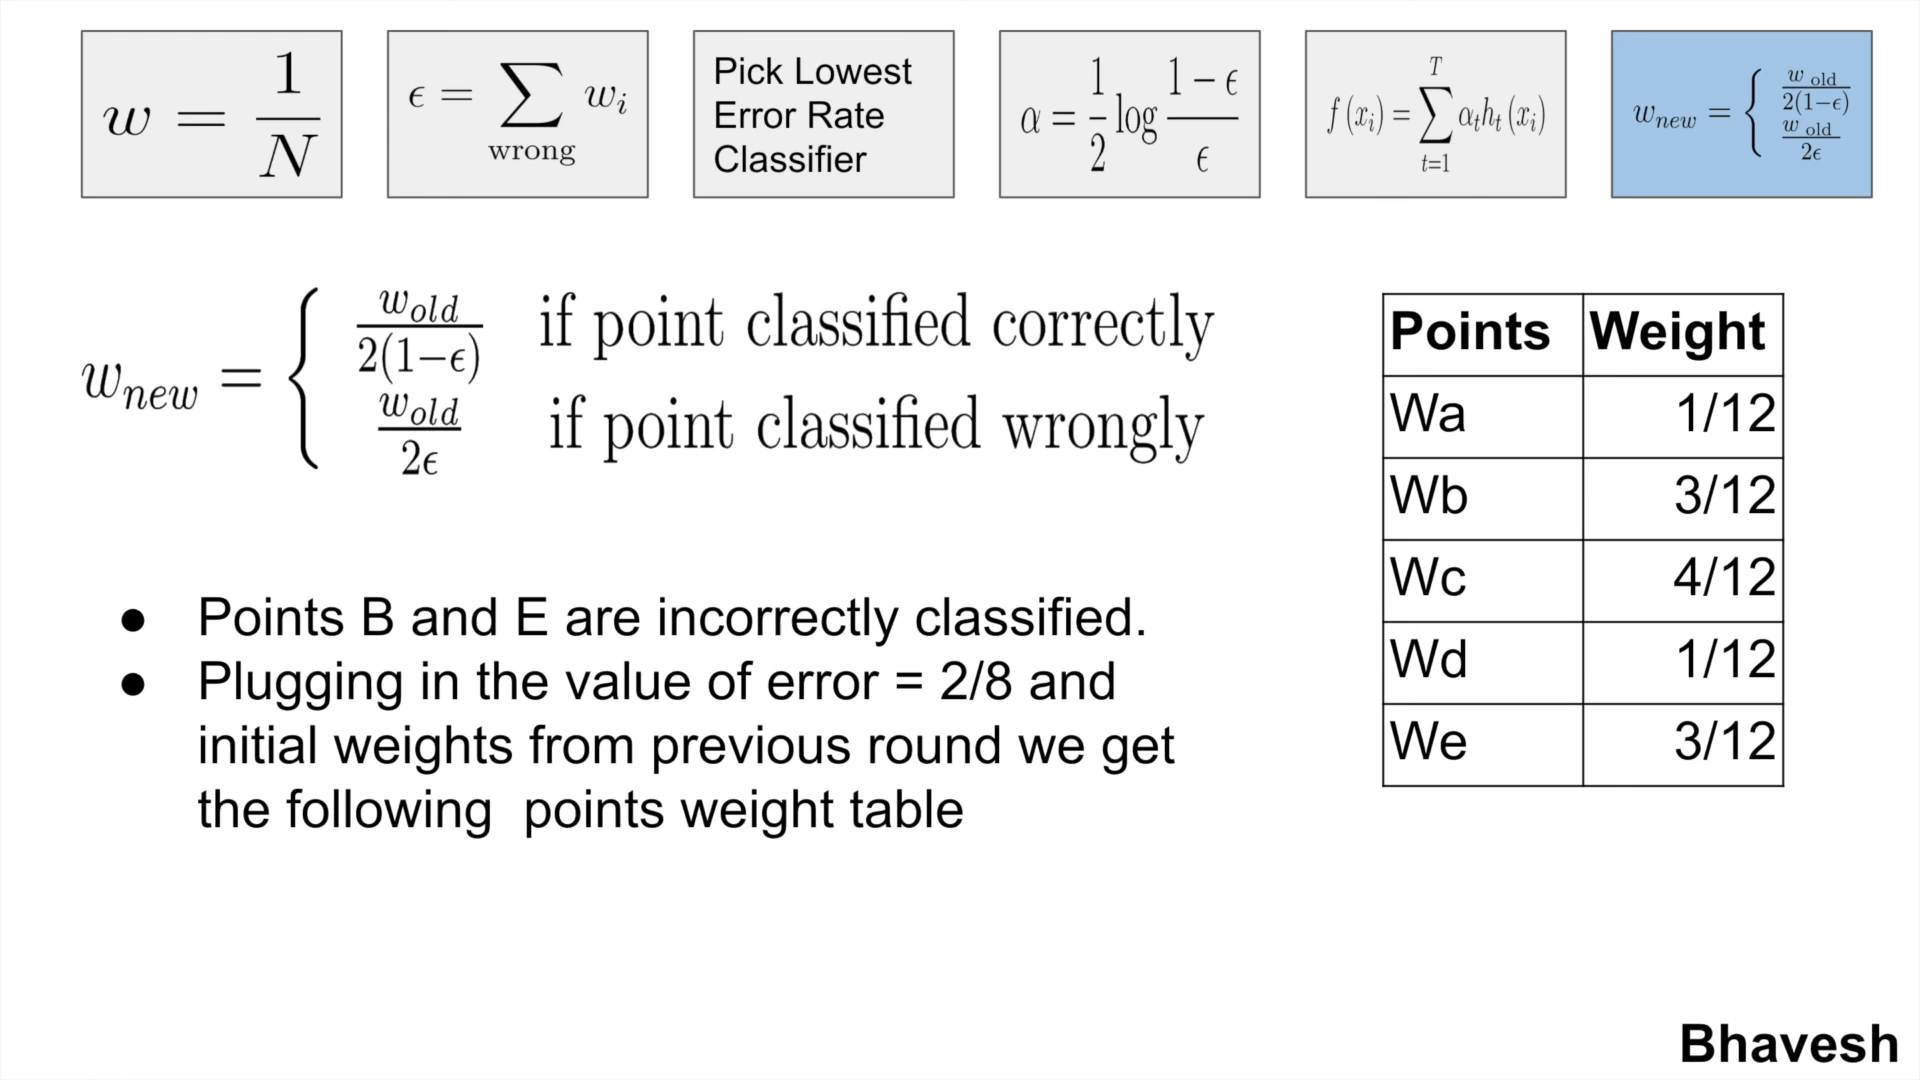 w = 1/N
ϵ = ∑ wrong w_i
Pick Lowest
Error Rate
Classifier
α = 1/2 log (1 − ϵ)/ϵ
f(x_i) = ∑_{t=1}^{T} α_t h_t(x_i)
w_new = { w_old/2(1−ϵ)
w_old/2ϵ
w_new = { w_old/2(1−ϵ) if point classified correctly
w_old/2ϵ if point classified wrongly
Points Weight
Wa 1/12
Wb 3/12
Wc 4/12
Wd 1/12
We 3/12
● Points B and E are incorrectly classified.
● Plugging in the value of error = 2/8 and
initial weights from previous round we get
the following points weight table
Bhavesh